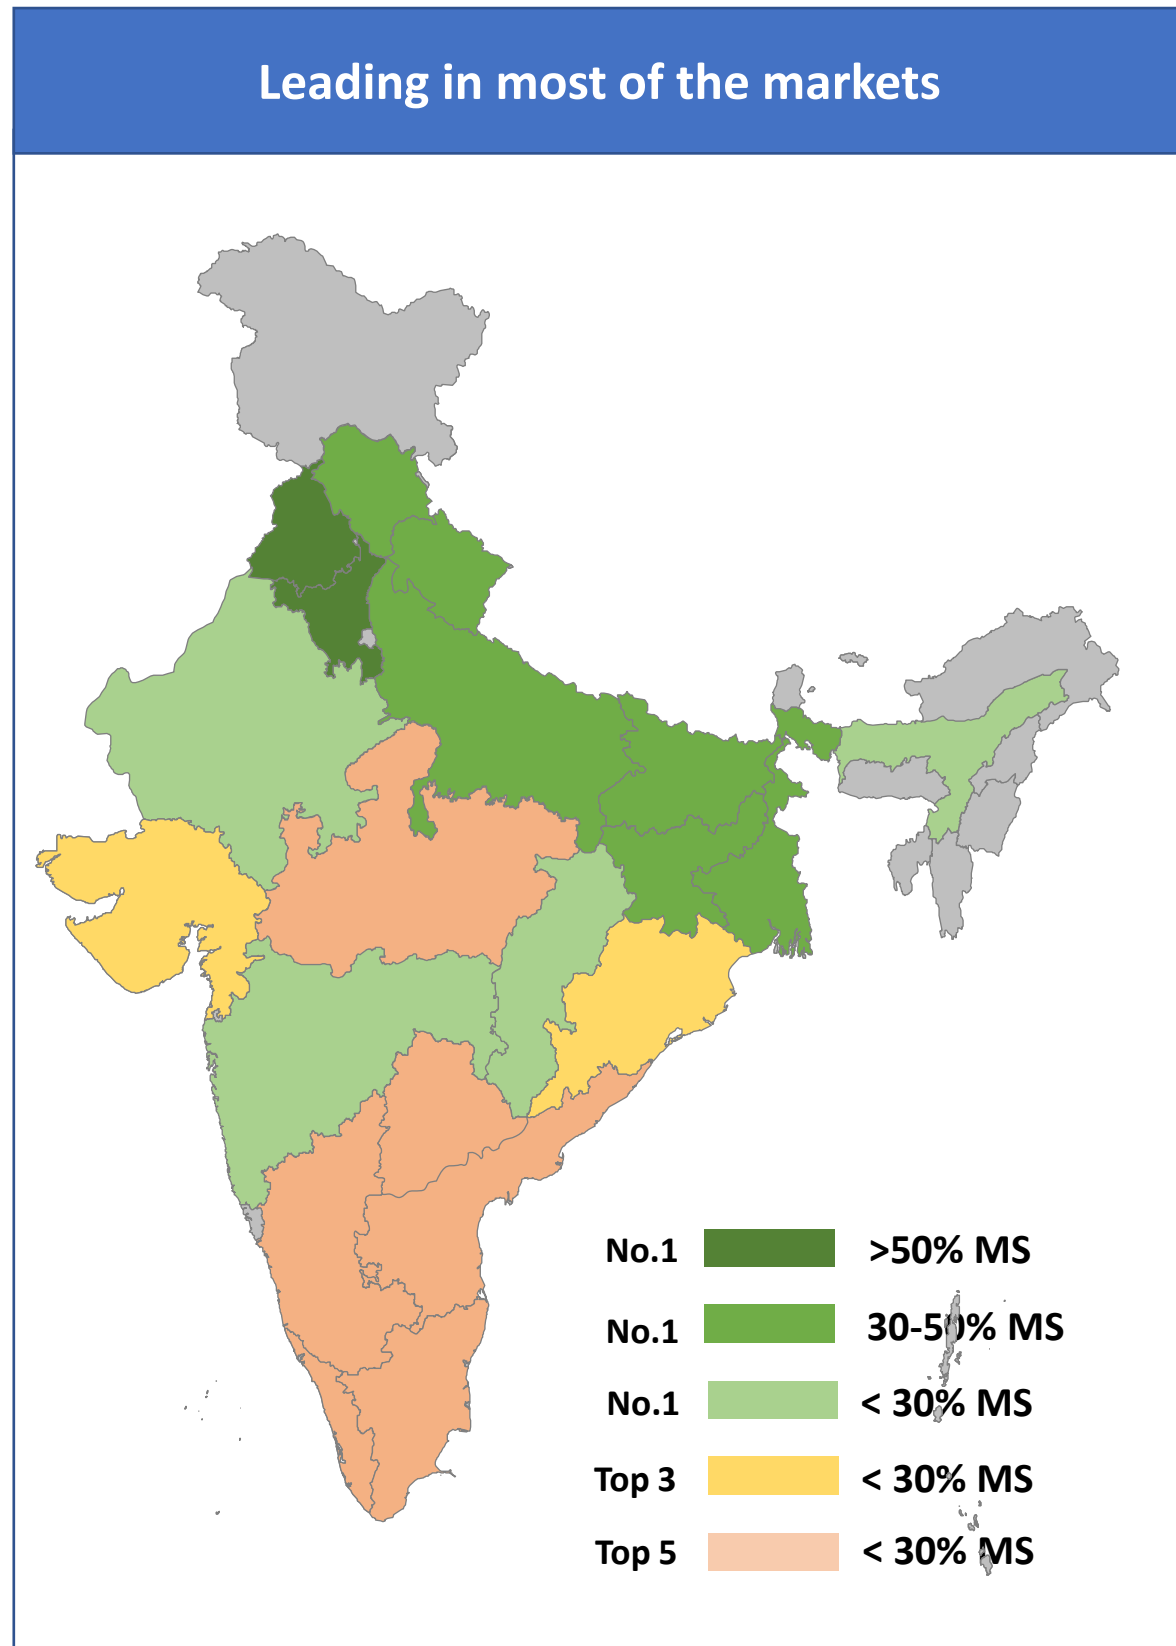 Leading in most of the markets
No.1 >50% MS
No.1 30-50% MS
No.1 < 30% MS
Top 3 < 30% MS
Top 5 < 30% MS